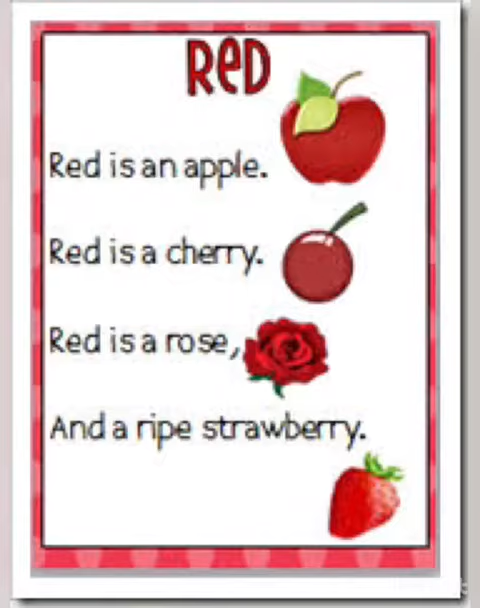 Red
Red is an apple.
Red is a cherry.
Red is a rose,
And a ripe strawberry.